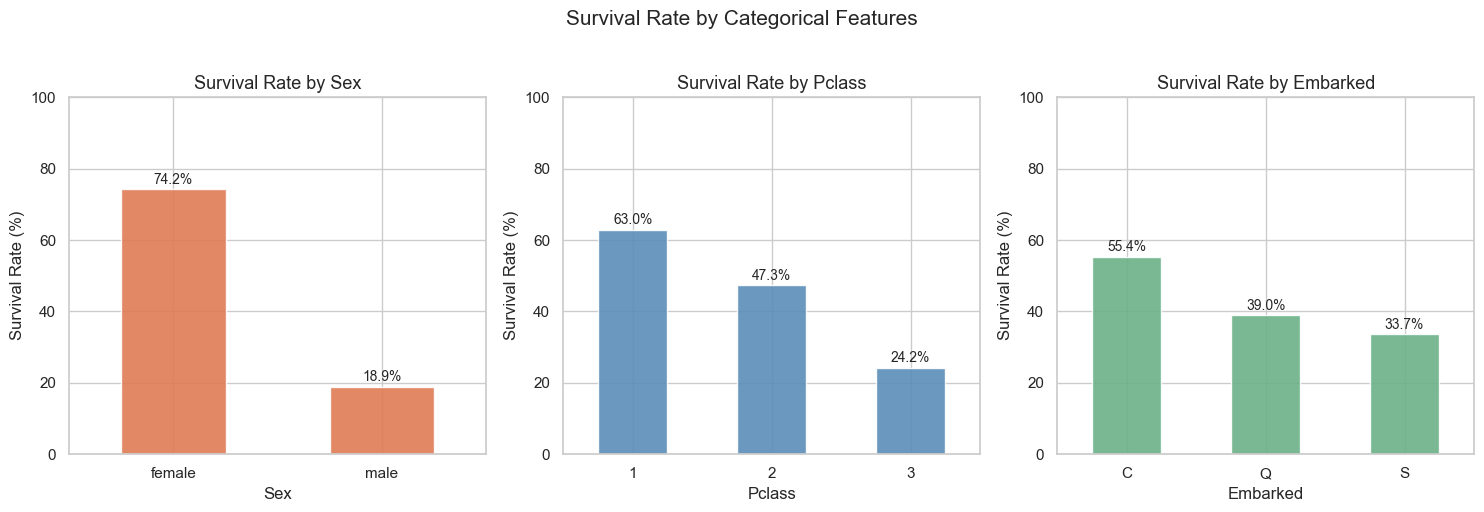 Survival Rate by Categorical Features
Survival Rate by Sex
100
80
60
40
20
0
Survival Rate (%)
74.2%
18.9%
female
male
Sex
Survival Rate by Pclass
100
80
60
40
20
0
Survival Rate (%)
63.0%
47.3%
24.2%
1
2
3
Pclass
Survival Rate by Embarked
100
80
60
40
20
0
Survival Rate (%)
55.4%
39.0%
33.7%
C
Q
S
Embarked